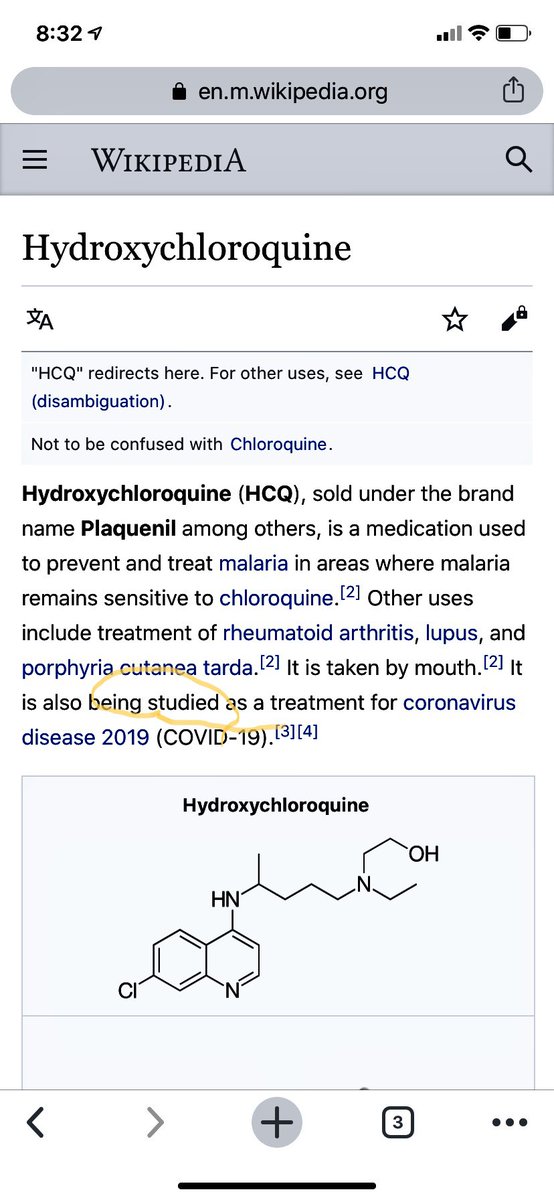 8:32
en.m.wikipedia.org
WIKIPEDIA
Hydroxychloroquine
文A
"HCQ" redirects here. For other uses, see HCQ
(disambiguation).
Not to be confused with Chloroquine.
Hydroxychloroquine (HCQ), sold under the brand
name Plaquenil among others, is a medication used
to prevent and treat malaria in areas where malaria
remains sensitive to chloroquine.[2] Other uses
include treatment of rheumatoid arthritis, lupus, and
porphyria cutanea tarda.[2] It is taken by mouth.[2] It
is also being studied as a treatment for coronavirus
disease 2019 (COVID-19).[3][4]
Hydroxychloroquine
OH
N
HN
Cl
N
3